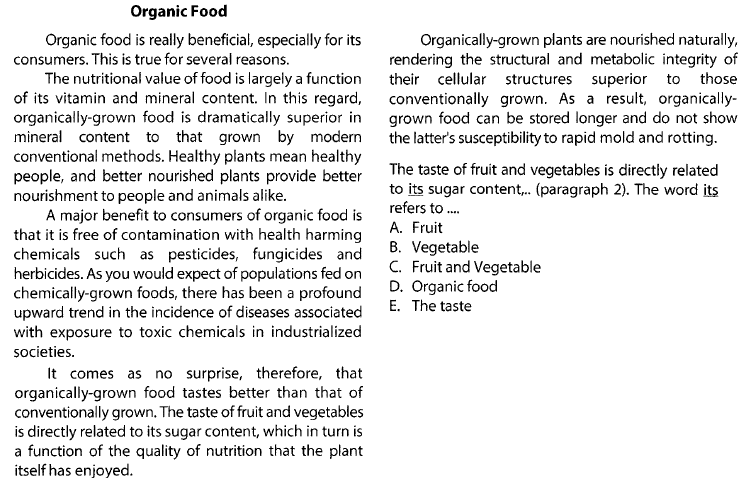 Organic Food
Organic food is really beneficial, especially for its
consumers. This is true for several reasons.
The nutritional value of food is largely a function
of its vitamin and mineral content. In this regard,
organically-grown food is dramatically superior in
mineral content to that grown by modern
conventional methods. Healthy plants mean healthy
people, and better nourished plants provide better
nourishment to people and animals alike.
A major benefit to consumers of organic food is
that it is free of contamination with health harming
chemicals such as pesticides, fungicides and
herbicides. As you would expect of populations fed on
chemically-grown foods, there has been a profound
upward trend in the incidence of diseases associated
with exposure to toxic chemicals in industrialized
societies.
It comes as no surprise, therefore, that
organically-grown food tastes better than that of
conventionally grown. The taste of fruit and vegetables
is directly related to its sugar content, which in turn is
a function of the quality of nutrition that the plant
itself has enjoyed.
Organically-grown plants are nourished naturally,
rendering the structural and metabolic integrity of
their cellular structures superior to those
conventionally grown. As a result, organically-
grown food can be stored longer and do not show
the latter's susceptibility to rapid mold and rotting.
The taste of fruit and vegetables is directly related
to its sugar content,.. (paragraph 2). The word its
refers to ....
A. Fruit
B. Vegetable
C. Fruit and Vegetable
D. Organic food
E. The taste